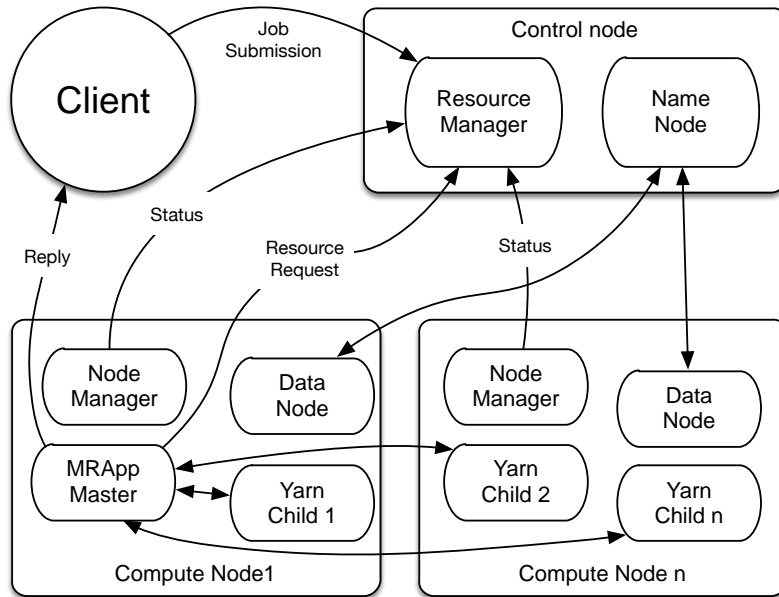 Job
Submission
Control node
Client
Resource
Manager
Name
Node
Status
Reply
Resource
Request
Status
Node
Manager
Data
Node
MRApp
Master
Yarn
Child 1
Compute Node1
Node
Manager
Data
Node
Yarn
Child 2
Yarn
Child n
Compute Node n